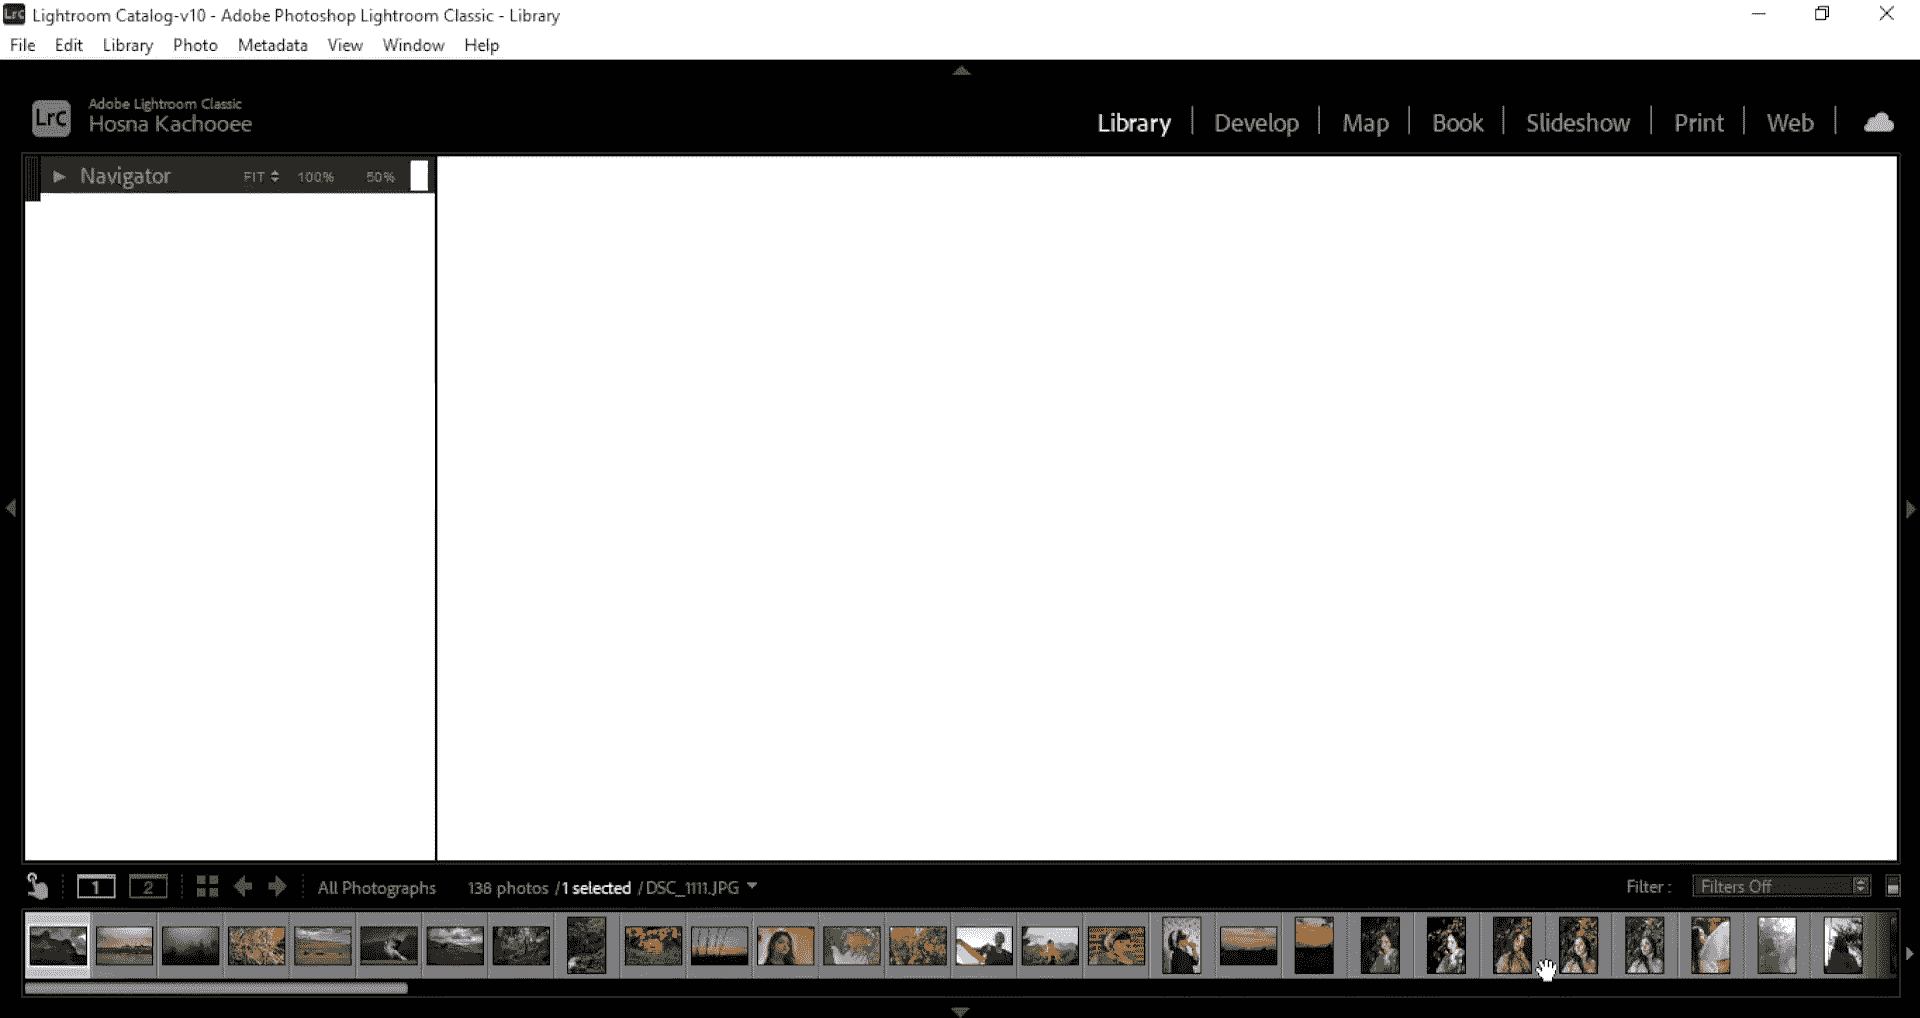 Lrc Lightroom Catalog-v10 - Adobe Photoshop Lightroom Classic - Library
File Edit Library Photo Metadata View Window Help
Lrc
Adobe Lightroom Classic
Hosna Kachooee
Library Develop Map Book Slideshow Print Web
Navigator FIT 100% 50%
1 2 All Photographs 138 photos / 1 selected / DSC_1111.JPG Filter : Filters Off